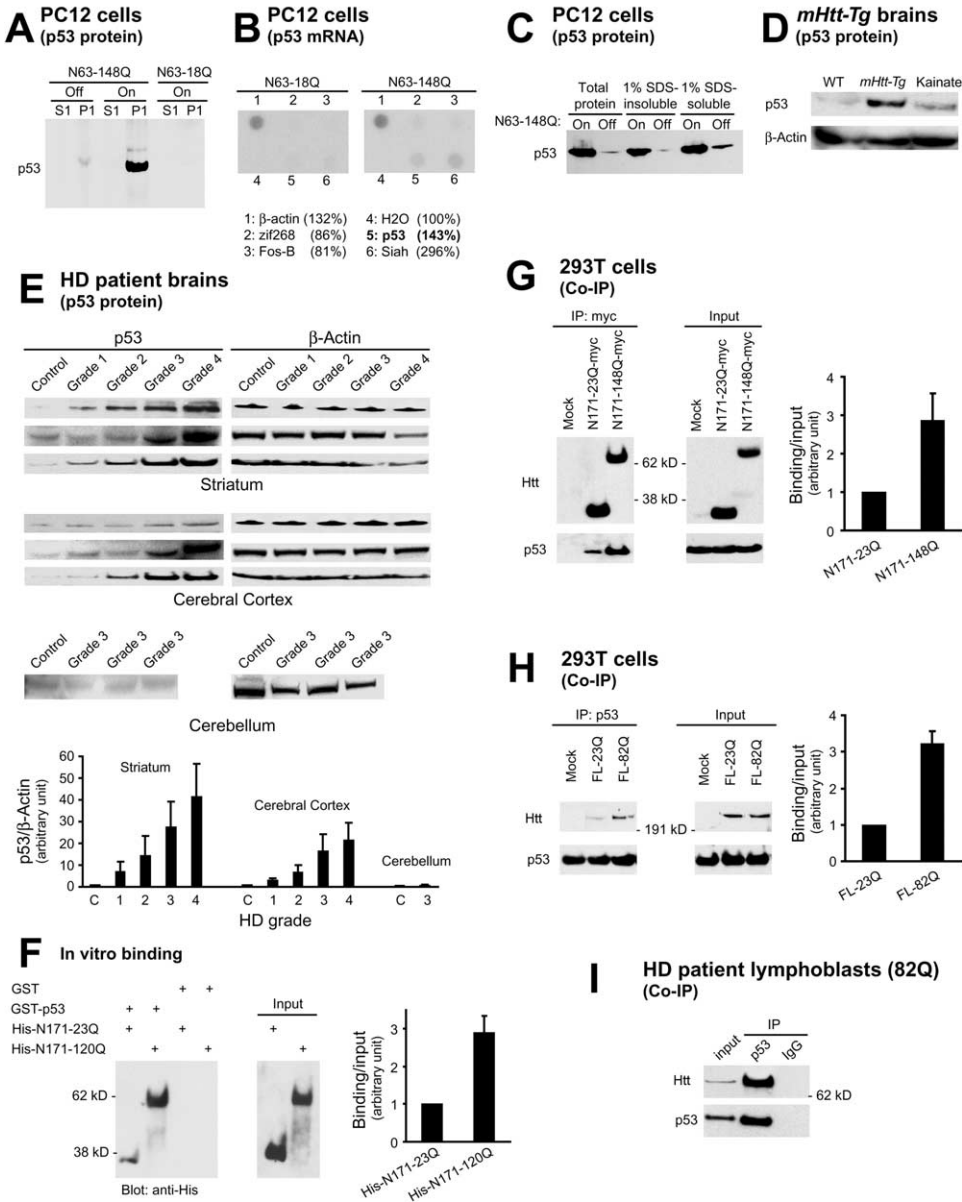 A PC12 cells
(p53 protein)
N63-148Q N63-18Q
Off On On
S1 P1 S1 P1 S1 P1
p53
B PC12 cells
(p53 mRNA)
N63-18Q N63-148Q
1 2 3 1 2 3
4 5 6 4 5 6
1: β-actin (132%) 4: H2O (100%)
2: zif268 (86%) 5: p53 (143%)
3: Fos-B (81%) 6: Siah (296%)
C PC12 cells
(p53 protein)
Total protein 1% SDS-insoluble 1% SDS-soluble
N63-148Q: On Off On Off On Off
p53
D mHtt-Tg brains
(p53 protein)
WT mHtt-Tg Kainate
p53
β-Actin
E HD patient brains
(p53 protein)
p53 β-Actin
Control Grade 1 Grade 2 Grade 3 Grade 4 Control Grade 1 Grade 2 Grade 3 Grade 4
Striatum
Cerebral Cortex
Control Grade 3 Grade 3 Grade 3 Control Grade 3 Grade 3 Grade 3
Cerebellum
p53/β-Actin
(arbitrary unit)
60
50
40
30
20
10
0
Striatum
Cerebral Cortex
Cerebellum
C 1 2 3 4 C 1 2 3 4 C 3
HD grade
F In vitro binding
GST + +
GST-p53 + +
His-N171-23Q + +
His-N171-120Q + +
62 kD -
38 kD -
Blot: anti-His
Input
+
+
Binding/input
(arbitrary unit)
3
2
1
0
His-N171-23Q
His-N171-120Q
G 293T cells
(Co-IP)
IP: myc Input
Mock N171-23Q-myc N171-148Q-myc Mock N171-23Q-myc N171-148Q-myc
Htt
- 62 kD
- 38 kD
p53
Binding/input
(arbitrary unit)
4
3
2
1
0
N171-23Q
N171-148Q
H 293T cells
(Co-IP)
IP: p53 Input
Mock FL-23Q FL-82Q Mock FL-23Q FL-82Q
Htt
- 191 kD
p53
Binding/input
(arbitrary unit)
4
3
2
1
0
FL-23Q
FL-82Q
I HD patient lymphoblasts (82Q)
(Co-IP)
IP
input p53 IgG
Htt
- 62 kD
p53